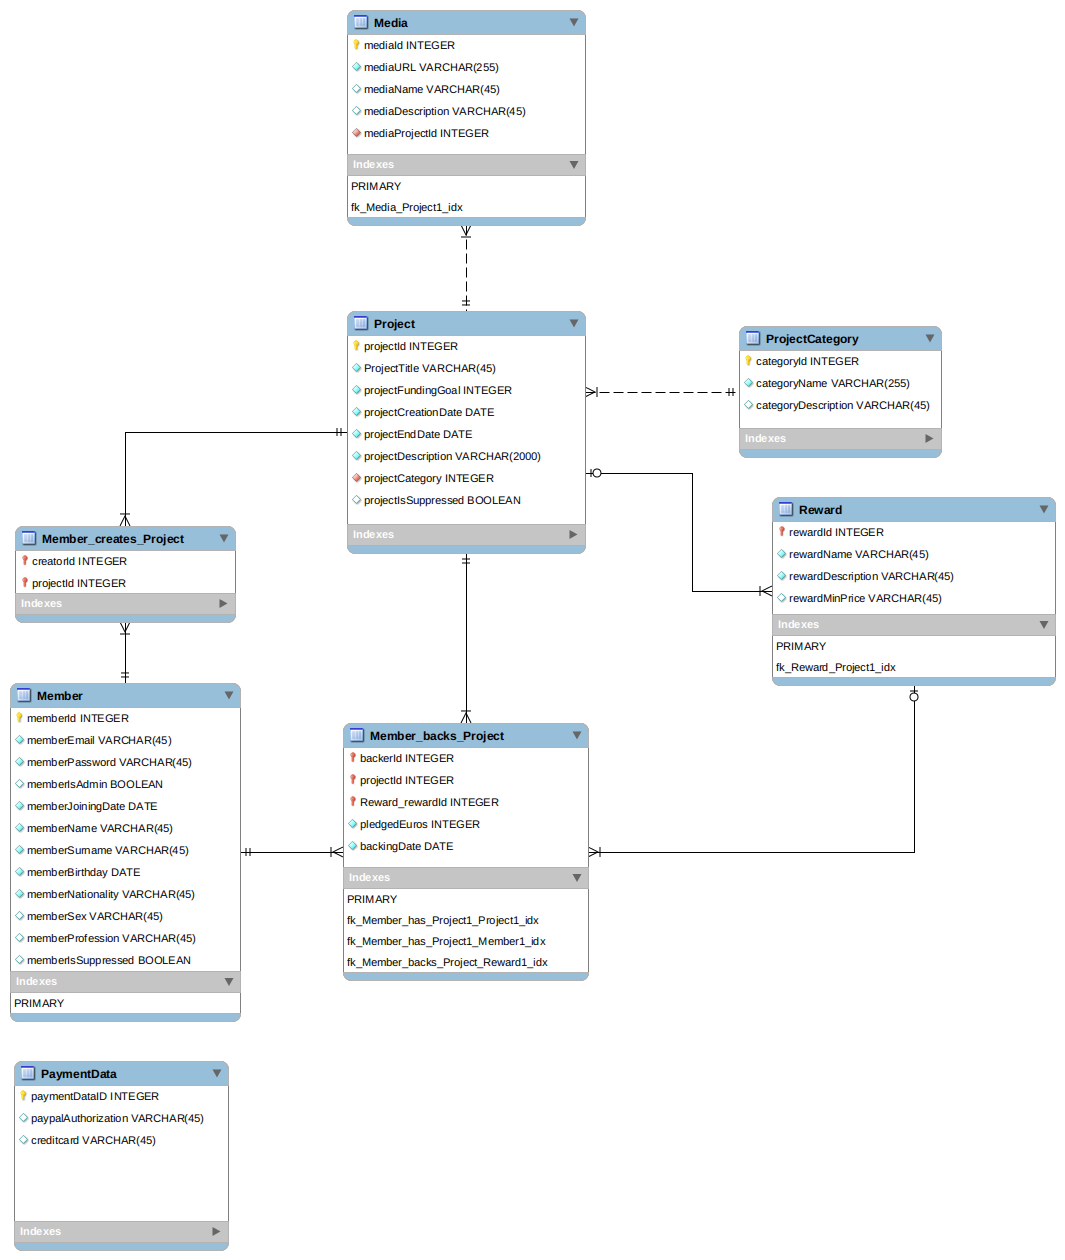 Media
mediaId INTEGER
mediaURL VARCHAR(255)
mediaName VARCHAR(45)
mediaDescription VARCHAR(45)
mediaProjectId INTEGER
Indexes
PRIMARY
fk_Media_Project1_idx
Project
projectId INTEGER
ProjectTitle VARCHAR(45)
projectFundingGoal INTEGER
projectCreationDate DATE
projectEndDate DATE
projectDescription VARCHAR(2000)
projectCategory INTEGER
projectIsSuppressed BOOLEAN
Indexes
ProjectCategory
categoryId INTEGER
categoryName VARCHAR(255)
categoryDescription VARCHAR(45)
Indexes
Reward
rewardId INTEGER
rewardName VARCHAR(45)
rewardDescription VARCHAR(45)
rewardMinPrice VARCHAR(45)
Indexes
PRIMARY
fk_Reward_Project1_idx
Member_creates_Project
creatorId INTEGER
projectId INTEGER
Indexes
Member
memberId INTEGER
memberEmail VARCHAR(45)
memberPassword VARCHAR(45)
memberIsAdmin BOOLEAN
memberJoiningDate DATE
memberName VARCHAR(45)
memberSurname VARCHAR(45)
memberBirthday DATE
memberNationality VARCHAR(45)
memberSex VARCHAR(45)
memberProfession VARCHAR(45)
memberIsSuppressed BOOLEAN
Indexes
PRIMARY
Member_backs_Project
backerId INTEGER
projectId INTEGER
Reward_rewardId INTEGER
pledgedEuros INTEGER
backingDate DATE
Indexes
PRIMARY
fk_Member_has_Project1_Project1_idx
fk_Member_has_Project1_Member1_idx
fk_Member_backs_Project_Reward1_idx
PaymentData
paymentDataID INTEGER
paypalAuthorization VARCHAR(45)
creditcard VARCHAR(45)
Indexes